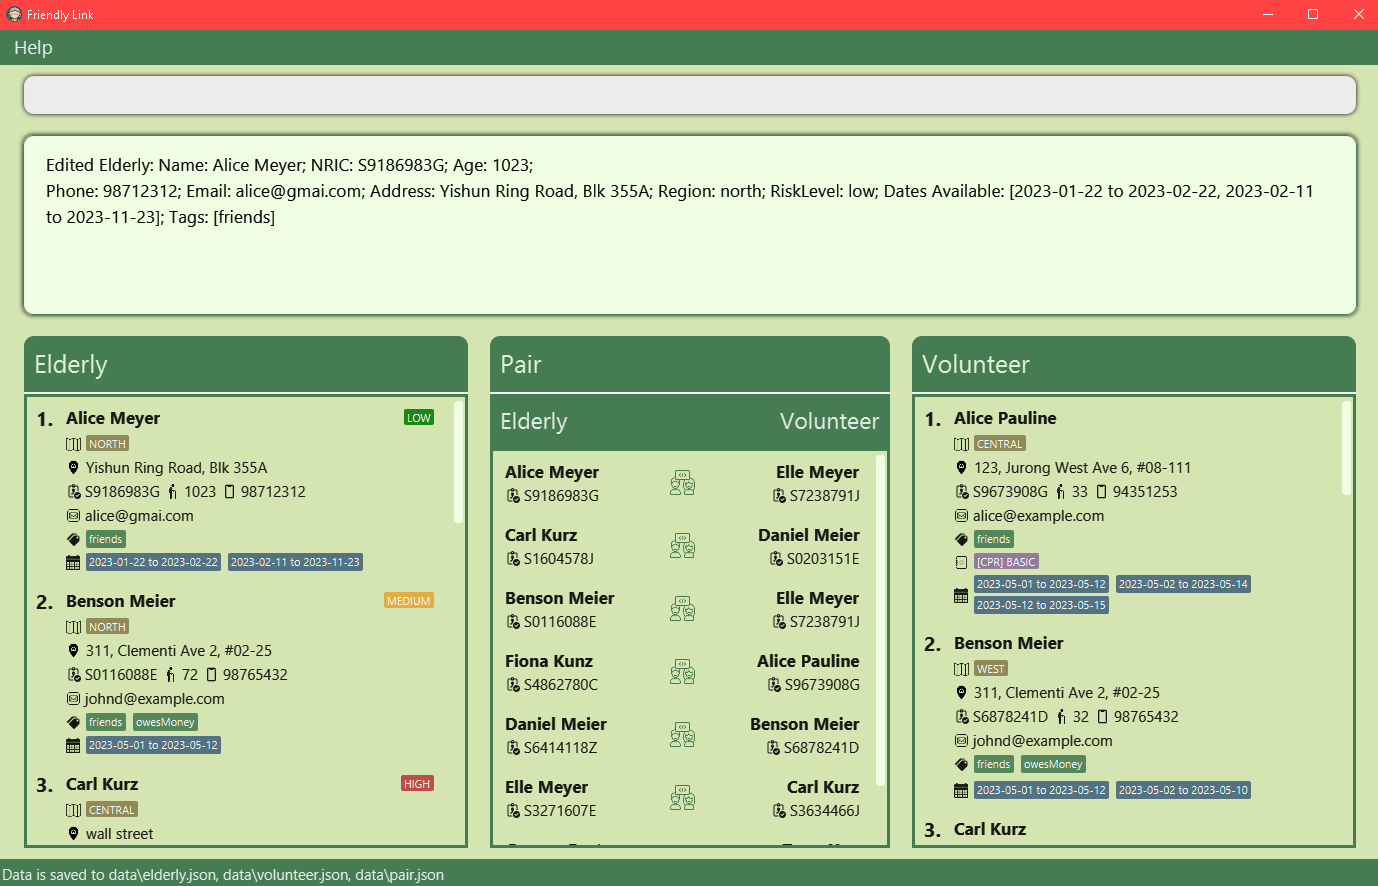 Friendly Link
Help
Edited Elderly: Name: Alice Meyer; NRIC: S9186983G; Age: 1023;
Phone: 98712312; Email: alice@gmai.com; Address: Yishun Ring Road, Blk 355A; Region: north; RiskLevel: low; Dates Available: [2023-01-22 to 2023-02-22, 2023-02-11
to 2023-11-23]; Tags: [friends]
Elderly
1. Alice Meyer LOW
NORTH
Yishun Ring Road, Blk 355A
S9186983G 1023 98712312
alice@gmai.com
friends
2023-01-22 to 2023-02-22 2023-02-11 to 2023-11-23
2. Benson Meier MEDIUM
NORTH
311, Clementi Ave 2, #02-25
S0116088E 72 98765432
johnd@example.com
friends owesMoney
2023-05-01 to 2023-05-12
3. Carl Kurz HIGH
CENTRAL
wall street
Pair
Elderly Volunteer
Alice Meyer Elle Meyer
S9186983G S7238791J
Carl Kurz Daniel Meier
S1604578J S0203151E
Benson Meier Elle Meyer
S0116088E S7238791J
Fiona Kunz Alice Pauline
S4862780C S9673908G
Daniel Meier Benson Meier
S6414118Z S6878241D
Elle Meyer Carl Kurz
S3271607E S3634466J
Volunteer
1. Alice Pauline
CENTRAL
123, Jurong West Ave 6, #08-111
S9673908G 33 94351253
alice@example.com
friends
[CPR] BASIC
2023-05-01 to 2023-05-12 2023-05-02 to 2023-05-14
2023-05-12 to 2023-05-15
2. Benson Meier
WEST
311, Clementi Ave 2, #02-25
S6878241D 32 98765432
johnd@example.com
friends owesMoney
2023-05-01 to 2023-05-12 2023-05-02 to 2023-05-10
3. Carl Kurz
Data is saved to data\elderly.json, data\volunteer.json, data\pair.json